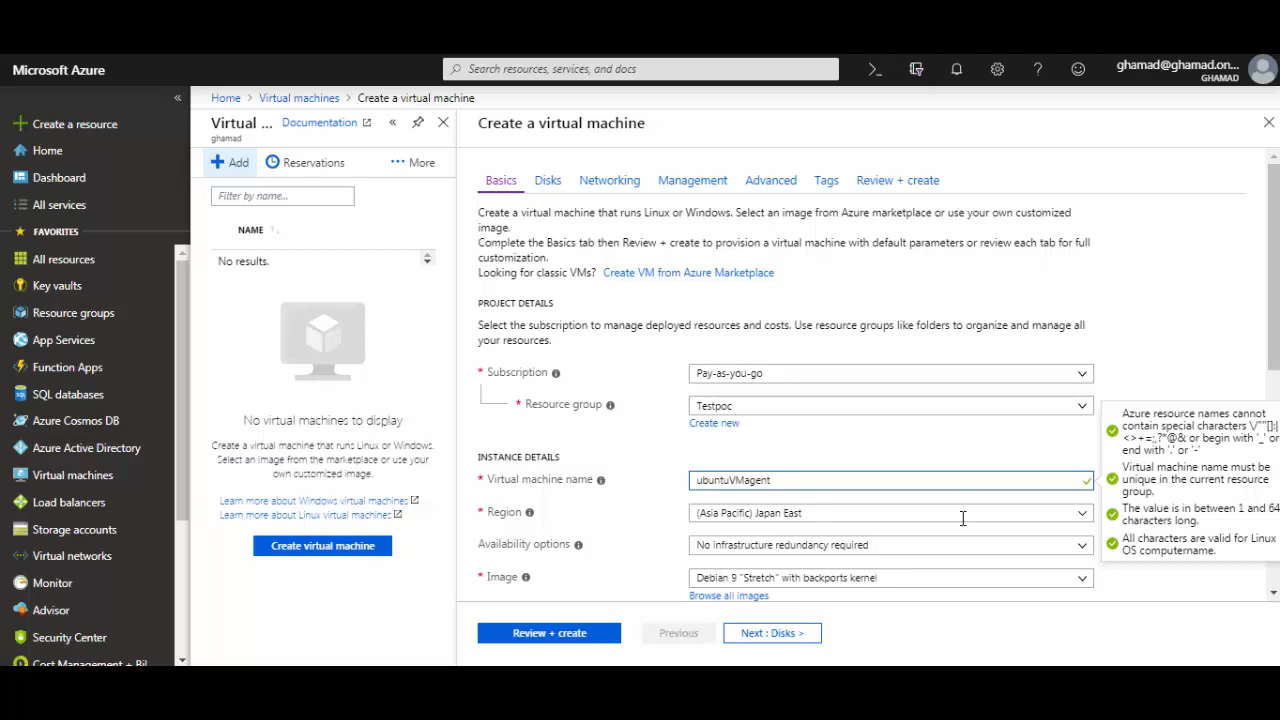 Microsoft Azure
Search resources, services, and docs
ghamad@ghamad.on...
GHAMAD
Create a resource
Home
Dashboard
All services
FAVORITES
All resources
Key vaults
Resource groups
App Services
Function Apps
SQL databases
Azure Cosmos DB
Azure Active Directory
Virtual machines
Load balancers
Storage accounts
Virtual networks
Monitor
Advisor
Security Center
Cost Management + Bil
Home > Virtual machines > Create a virtual machine
Virtual ... Documentation
ghamad
Add Reservations ... More
Filter by name...
NAME
No results.
No virtual machines to display
Create a virtual machine that runs Linux or Windows.
Select an image from the marketplace or use your
own customized image.
Learn more about Windows virtual machines
Learn more about Linux virtual machines
Create virtual machine
Create a virtual machine
Basics Disks Networking Management Advanced Tags Review + create
Create a virtual machine that runs Linux or Windows. Select an image from Azure marketplace or use your own customized
image.
Complete the Basics tab then Review + create to provision a virtual machine with default parameters or review each tab for full
customization.
Looking for classic VMs? Create VM from Azure Marketplace
PROJECT DETAILS
Select the subscription to manage deployed resources and costs. Use resource groups like folders to organize and manage all
your resources.
* Subscription Pay-as-you-go
* Resource group Testpoc
Create new
INSTANCE DETAILS
* Virtual machine name ubuntuVMagent
* Region (Asia Pacific) Japan East
Availability options No infrastructure redundancy required
* Image Debian 9 "Stretch" with backports kernel
Browse all images
Azure resource names cannot
contain special characters \/""[]:|
<>+=;,?*@& or begin with '_' or
end with '.' or '-'
Virtual machine name must be
unique in the current resource
group.
The value is in between 1 and 64
characters long.
All characters are valid for Linux
OS computername.
Review + create Previous Next : Disks >